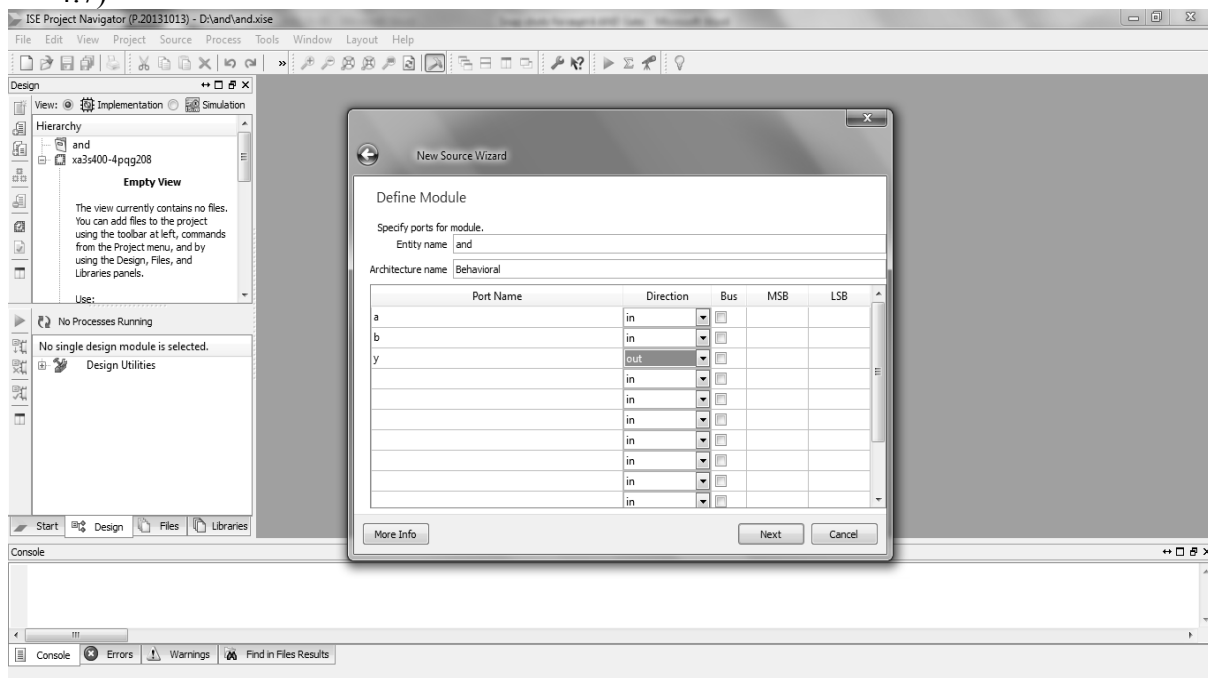 4.7)
ISE Project Navigator (P.20131013) - D:\and\and.xise
File Edit View Project Source Process Tools Window Layout Help
Design
View: Implementation Simulation
Hierarchy
and
xa3s400-4pqg208
Empty View
The view currently contains no files.
You can add files to the project
using the toolbar at left, commands
from the Project menu, and by
using the Design, Files, and
Libraries panels.
Use:
No Processes Running
No single design module is selected.
Design Utilities
Start Design Files Libraries
New Source Wizard
Define Module
Specify ports for module.
Entity name and
Architecture name Behavioral
Port Name Direction Bus MSB LSB
a in
b in
y out
in
in
in
in
in
in
in
More Info Next Cancel
Console
Console Errors Warnings Find in Files Results